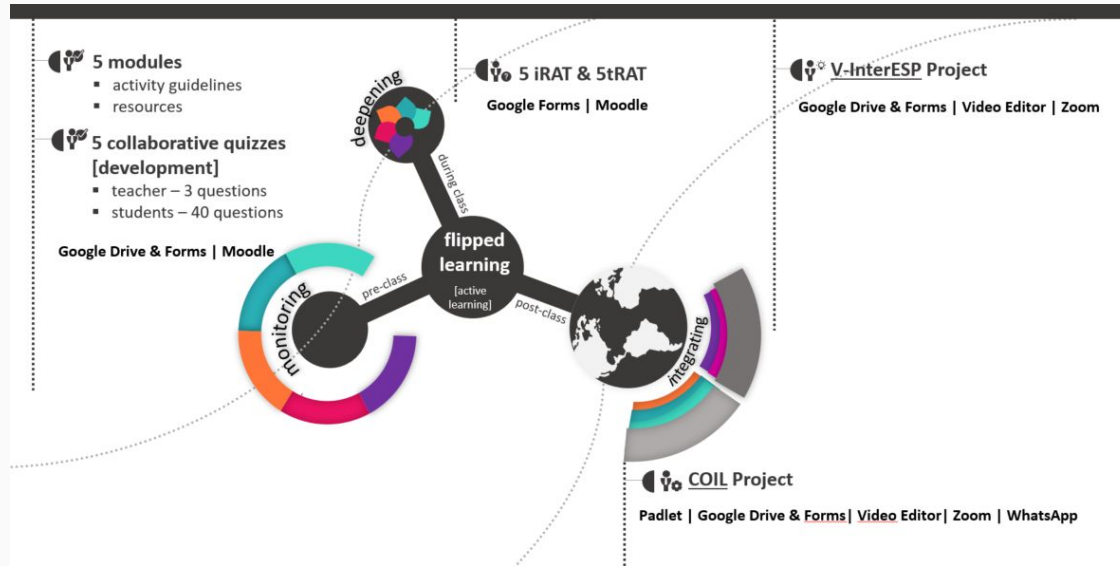 5 modules
▪ activity guidelines
▪ resources
5 collaborative quizzes
[development]
▪ teacher – 3 questions
▪ students – 40 questions
Google Drive & Forms | Moodle
deepening
5 iRAT & 5tRAT
Google Forms | Moodle
V-InterESP Project
Google Drive & Forms | Video Editor | Zoom
during class
flipped
learning
[active
learning]
pre-class
post-class
monitoring
integrating
COIL Project
Padlet | Google Drive & Forms| Video Editor| Zoom | WhatsApp